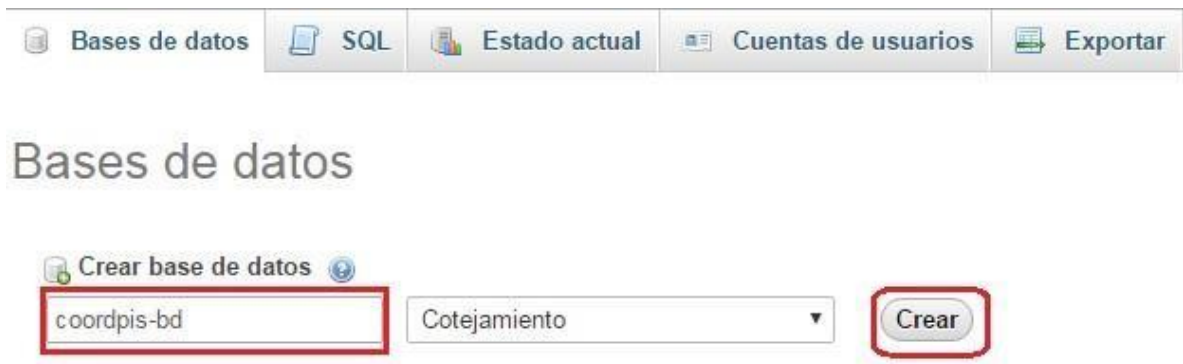 Bases de datos SQL Estado actual Cuentas de usuarios Exportar
Bases de datos
Crear base de datos
coordpis-bd Cotejamiento Crear